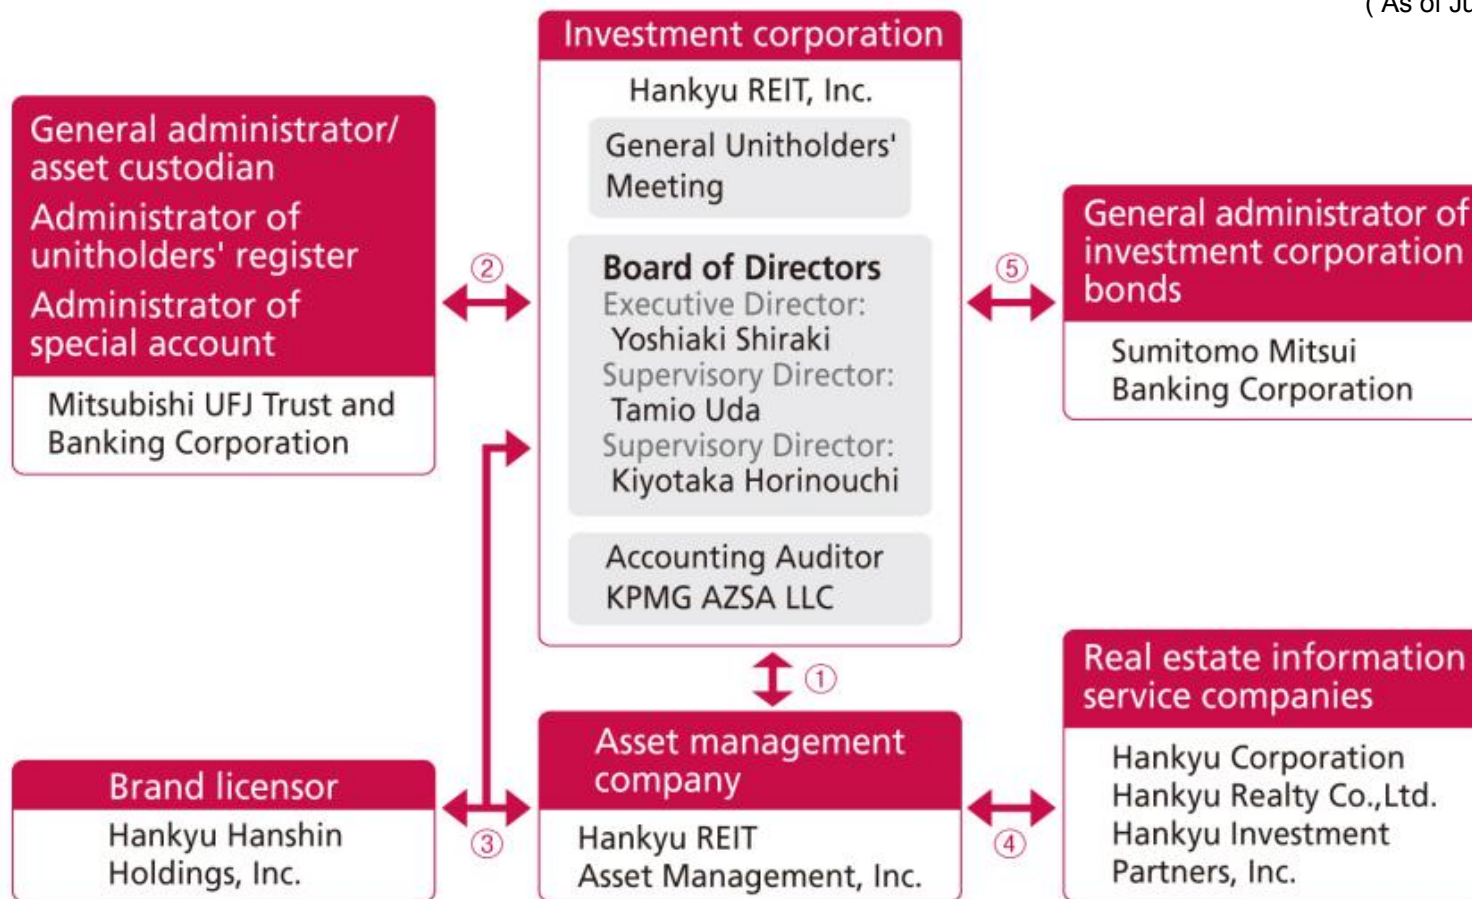 ( As of Ju
Investment corporation
Hankyu REIT, Inc.
General Unitholders'
Meeting
Board of Directors
Executive Director:
Yoshiaki Shiraki
Supervisory Director:
Tamio Uda
Supervisory Director:
Kiyotaka Horinouchi
Accounting Auditor
KPMG AZSA LLC
General administrator/
asset custodian
Administrator of
unitholders' register
Administrator of
special account
Mitsubishi UFJ Trust and
Banking Corporation
②
⑤
General administrator of
investment corporation
bonds
Sumitomo Mitsui
Banking Corporation
①
Brand licensor
Hankyu Hanshin
Holdings, Inc.
③
Asset management
company
Hankyu REIT
Asset Management, Inc.
④
Real estate information
service companies
Hankyu Corporation
Hankyu Realty Co.,Ltd.
Hankyu Investment
Partners, Inc.